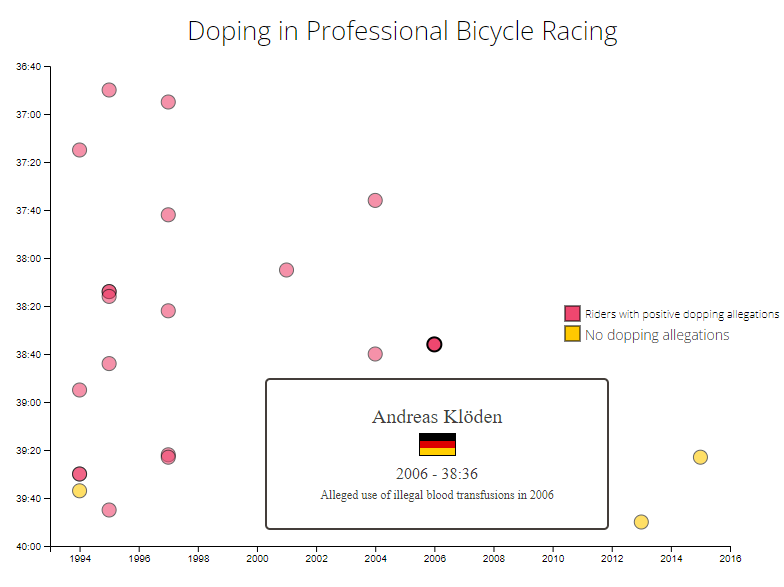 Doping in Professional Bicycle Racing
36:40
37:00
37:20
37:40
38:00
38:20
38:40
39:00
39:20
39:40
40:00
Riders with positive dopping allegations
No dopping allegations
Andreas Klöden
2006 - 38:36
Alleged use of illegal blood transfusions in 2006
1994 1996 1998 2000 2002 2004 2006 2008 2010 2012 2014 2016